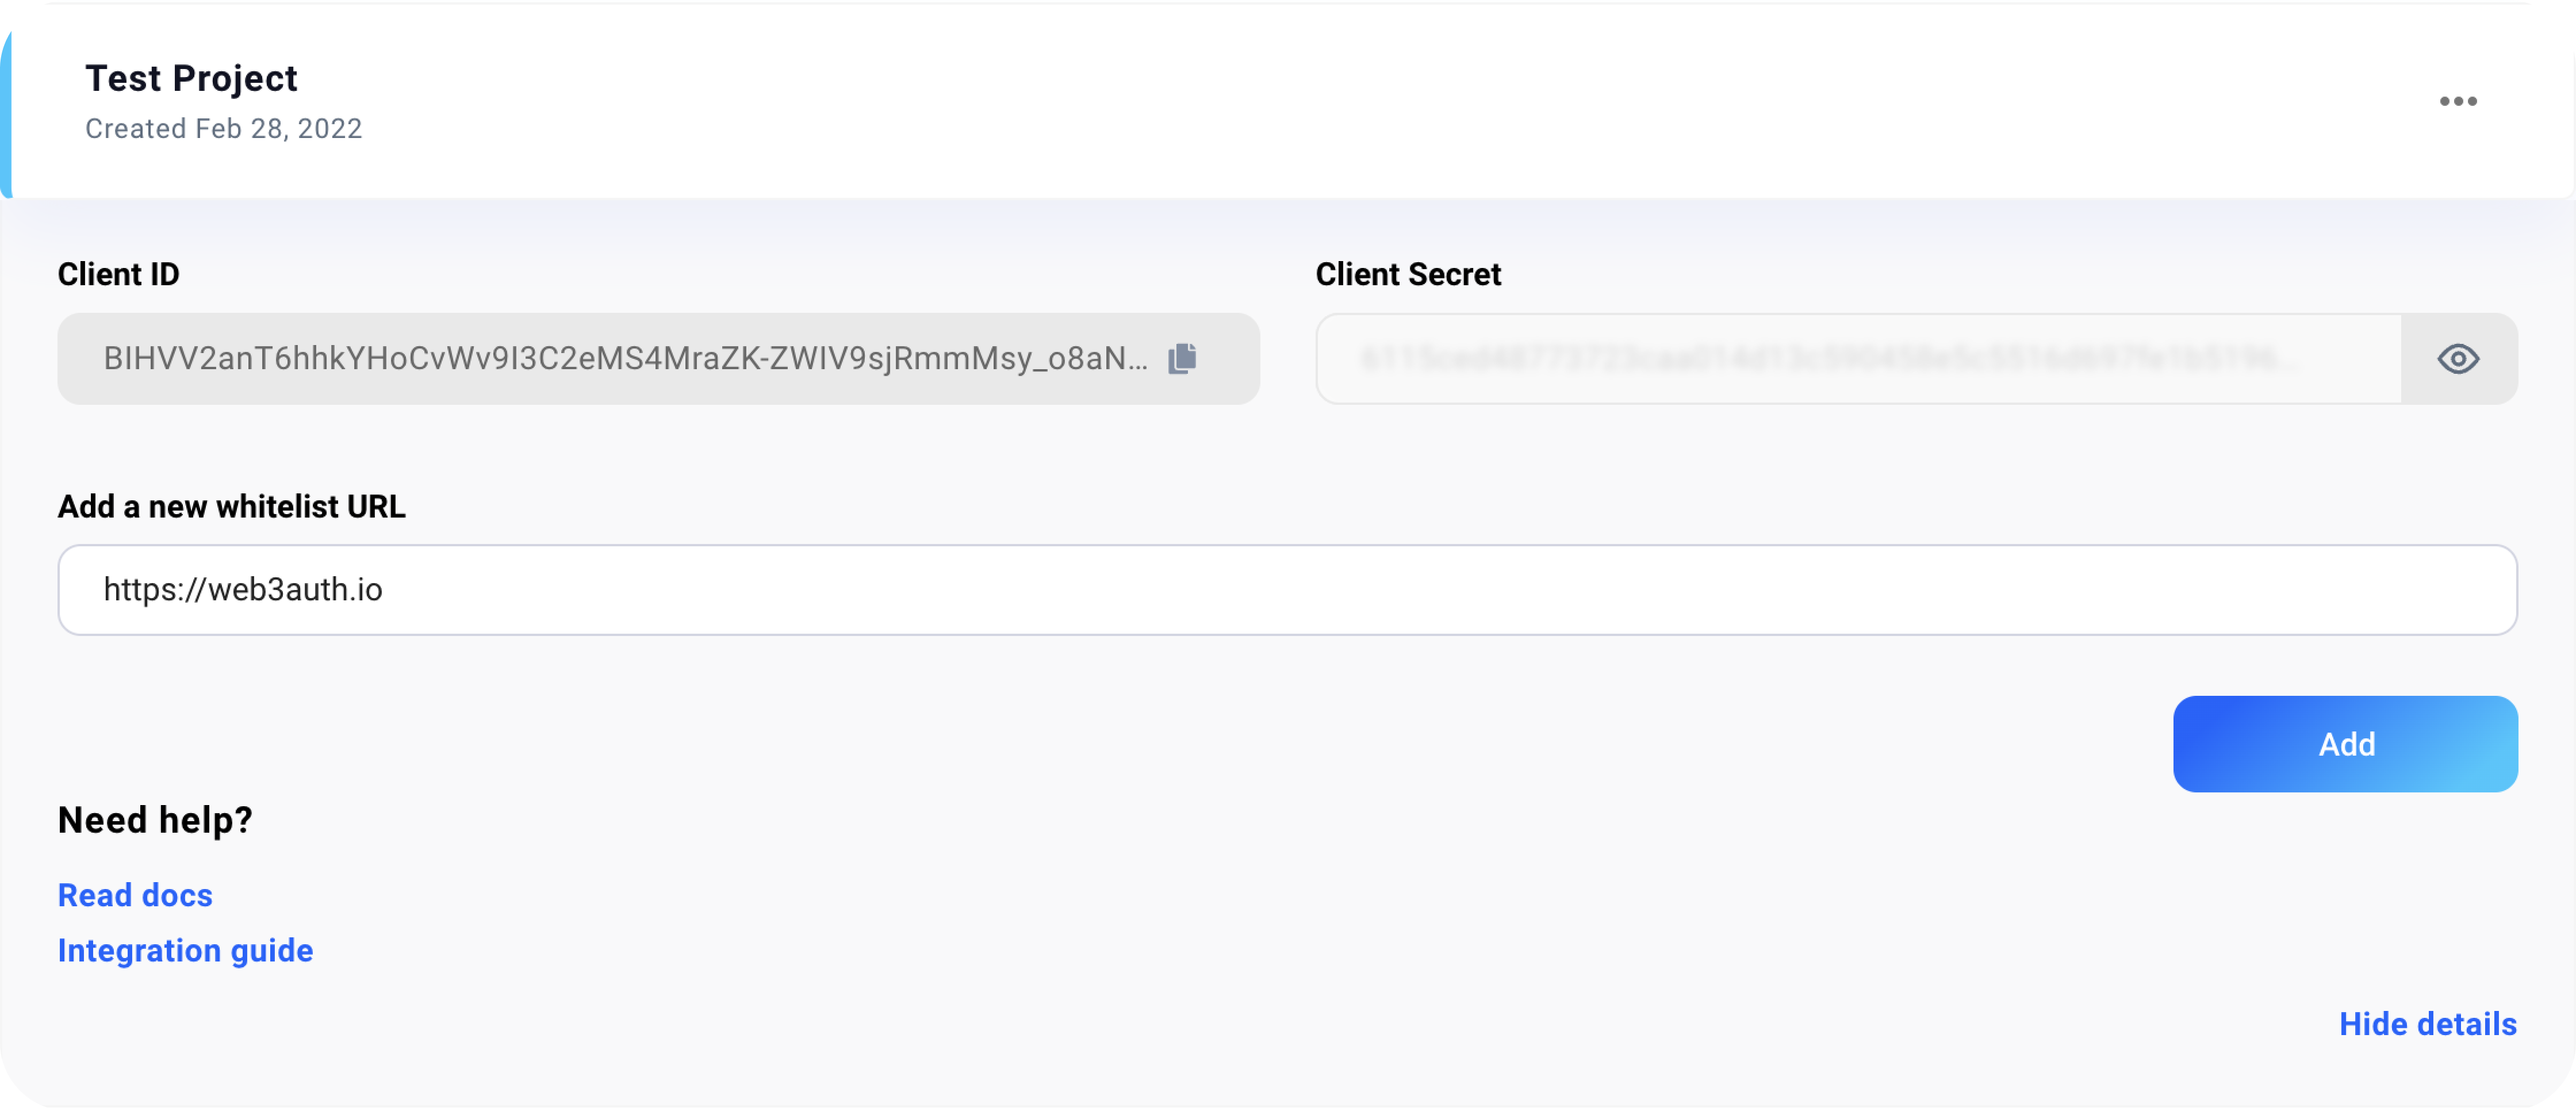 Test Project
Created Feb 28, 2022
Client ID
Client Secret
BIHVV2anT6hhkYHoCvWv9I3C2eMS4MraZK-ZWIV9sjRmmMsy_o8aN...
Add a new whitelist URL
https://web3auth.io
Add
Need help?
Read docs
Integration guide
Hide details